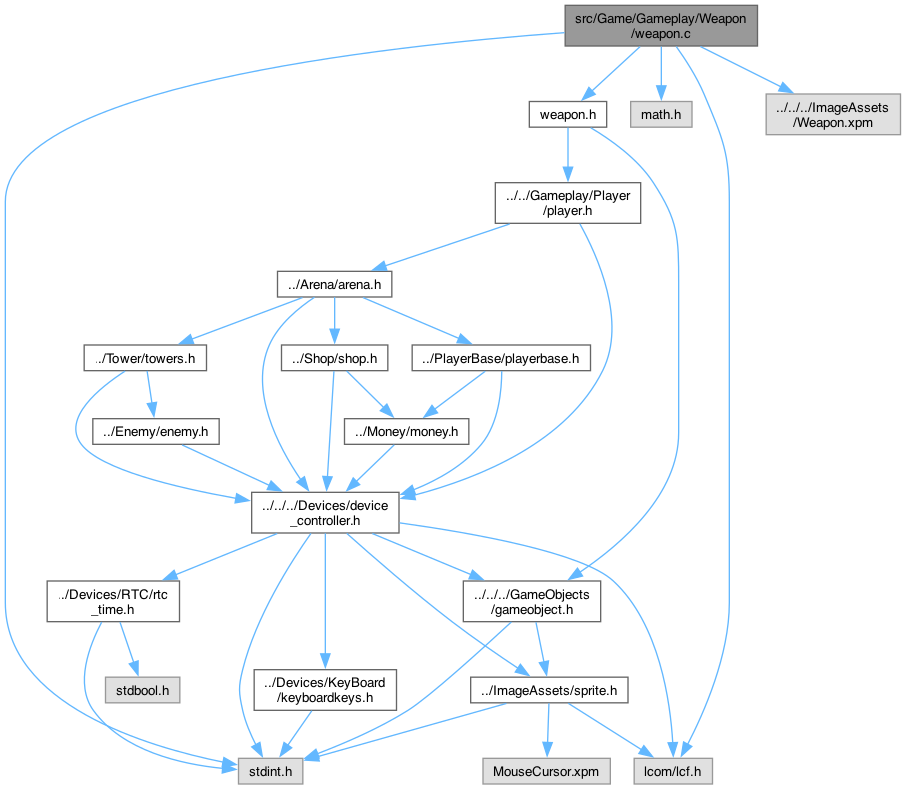 src/Game/Gameplay/Weapon
/weapon.c
weapon.h
math.h
../../../ImageAssets
/Weapon.xpm
../../Gameplay/Player
/player.h
../Arena/arena.h
../Tower/towers.h
../Shop/shop.h
../PlayerBase/playerbase.h
../Enemy/enemy.h
../Money/money.h
../../../Devices/device
_controller.h
../Devices/RTC/rtc
_time.h
../../../GameObjects
/gameobject.h
stdbool.h
../Devices/KeyBoard
/keyboardkeys.h
../ImageAssets/sprite.h
stdint.h
MouseCursor.xpm
lcom/lcf.h